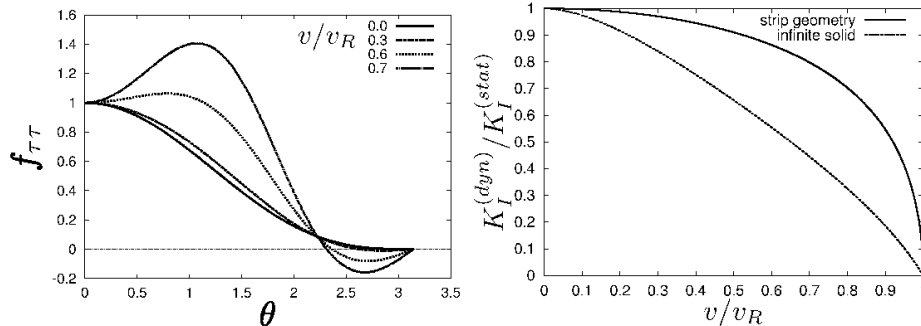 1.6
1.4
1.2
1
0.8
0.6
0.4
0.2
0
-0.2
f_{ττ}
v/v_R
0.0
0.3
0.6
0.7
0 0.5 1 1.5 2 2.5 3 3.5
θ
1
0.9
0.8
0.7
0.6
0.5
0.4
0.3
0.2
0.1
0
K_I^{(dyn)}/K_I^{(stat)}
strip geometry
infinite solid
0 0.1 0.2 0.3 0.4 0.5 0.6 0.7 0.8 0.9
v/v_R